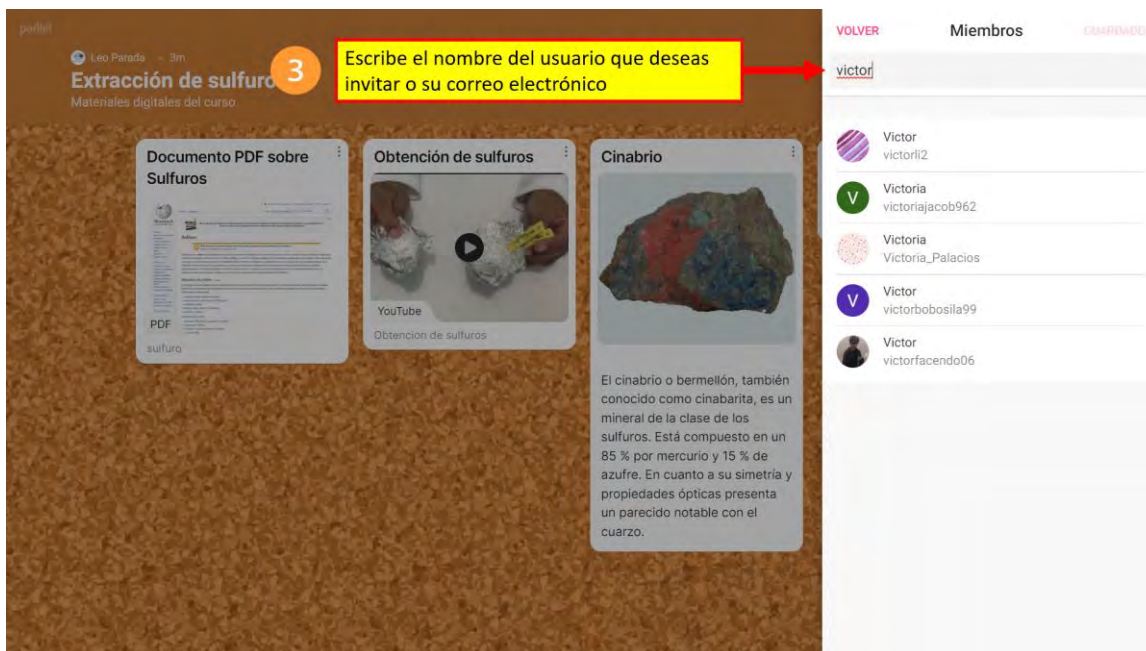 padlet
Leo Parada – 3m
Extracción de sulfuro
Materiales digitales del curso
3
Escribe el nombre del usuario que deseas
invitar o su correo electrónico
Documento PDF sobre
Sulfuros
PDF
sulfuro
Obtención de sulfuros
YouTube
Obtencion de sulfuros
Cinabrio
El cinabrio o bermellón, también
conocido como cinabarita, es un
mineral de la clase de los
sulfuros. Está compuesto en un
85 % por mercurio y 15 % de
azufre. En cuanto a su simetría y
propiedades ópticas presenta
un parecido notable con el
cuarzo.
VOLVER
Miembros
GUARDADO
victor
Victor
victorli2
V
Victoria
victoriajacob962
Victoria
Victoria_Palacios
V
Victor
victorbobosila99
Victor
victorfacendo06